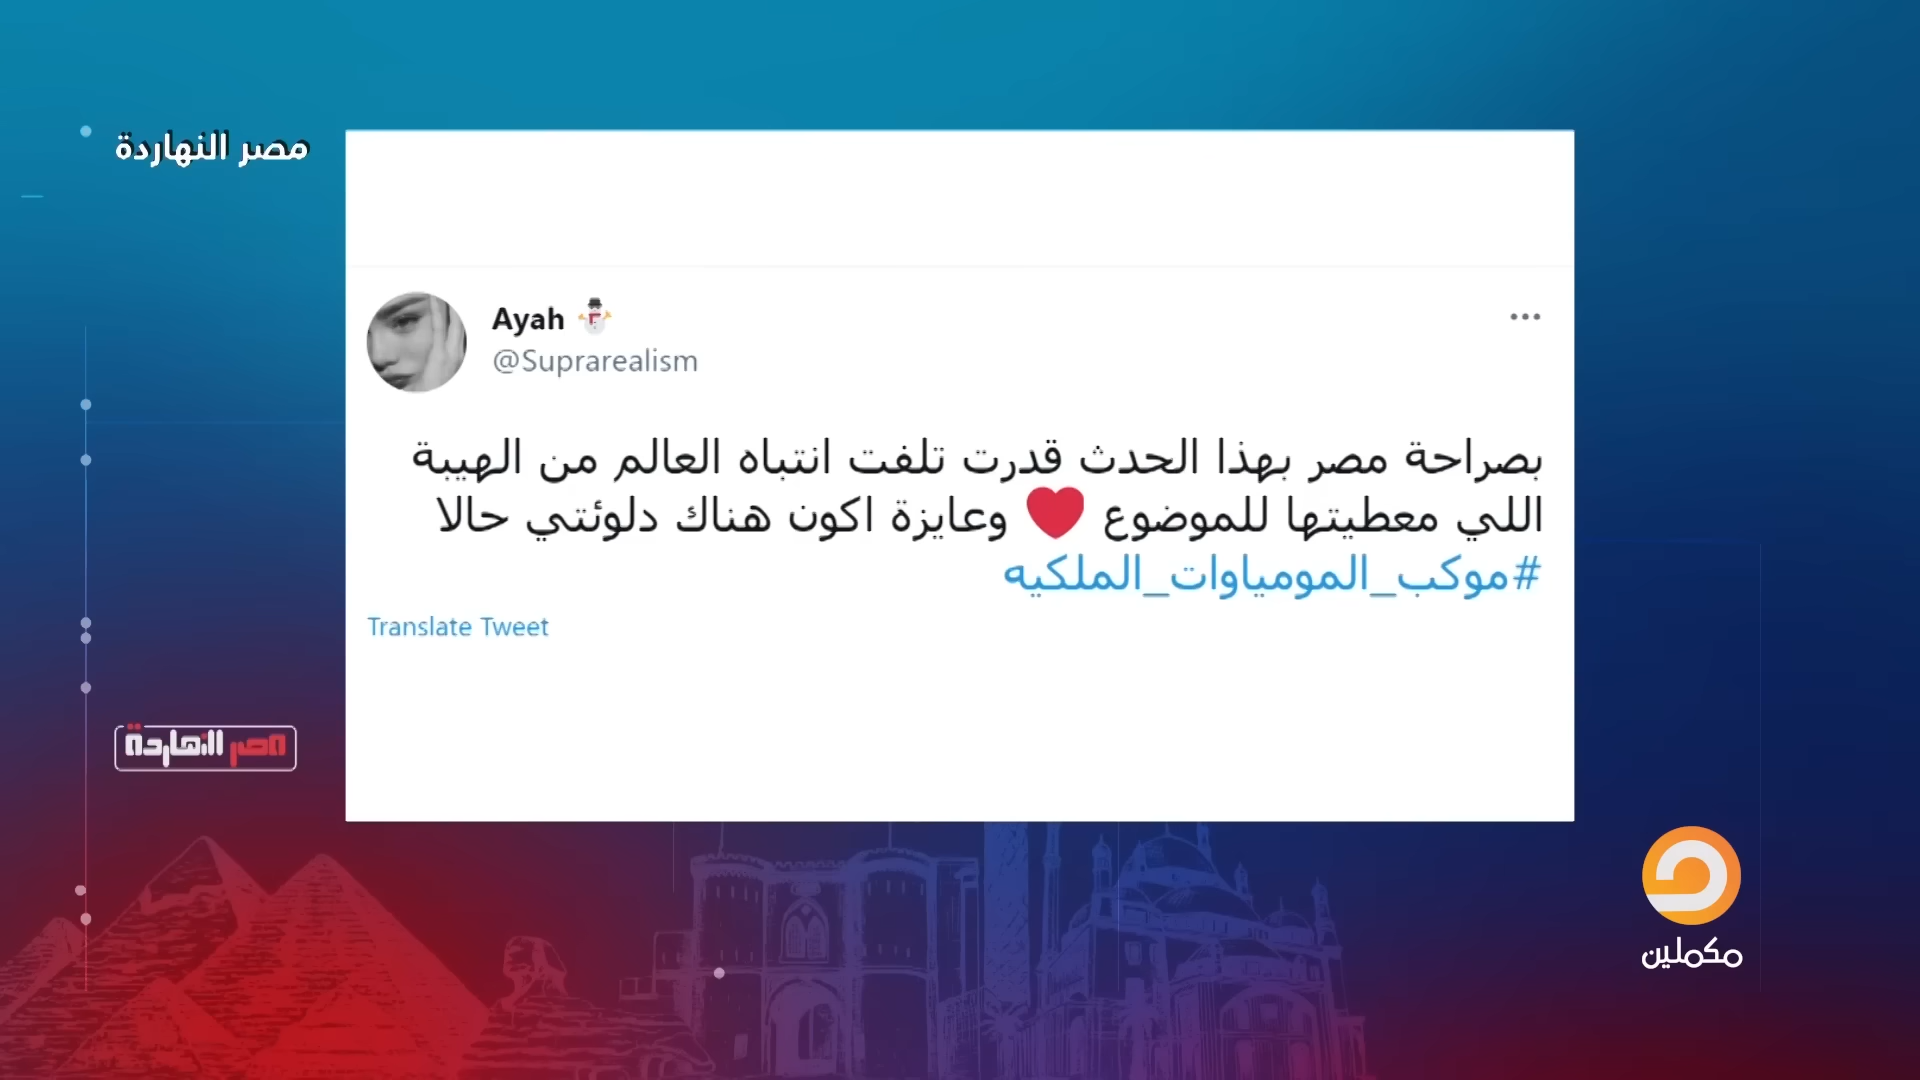 مصر النهاردة
Ayah ⛄
@Suprarealism
بصراحة مصر بهذا الحدث قدرت تلفت انتباه العالم من الهيبة
اللي معطيتها للموضوع ❤️ وعايزة اكون هناك دلوئتي حالا
#موكب_المومياوات_الملكيه
Translate Tweet
مصر النهاردة
مكملين